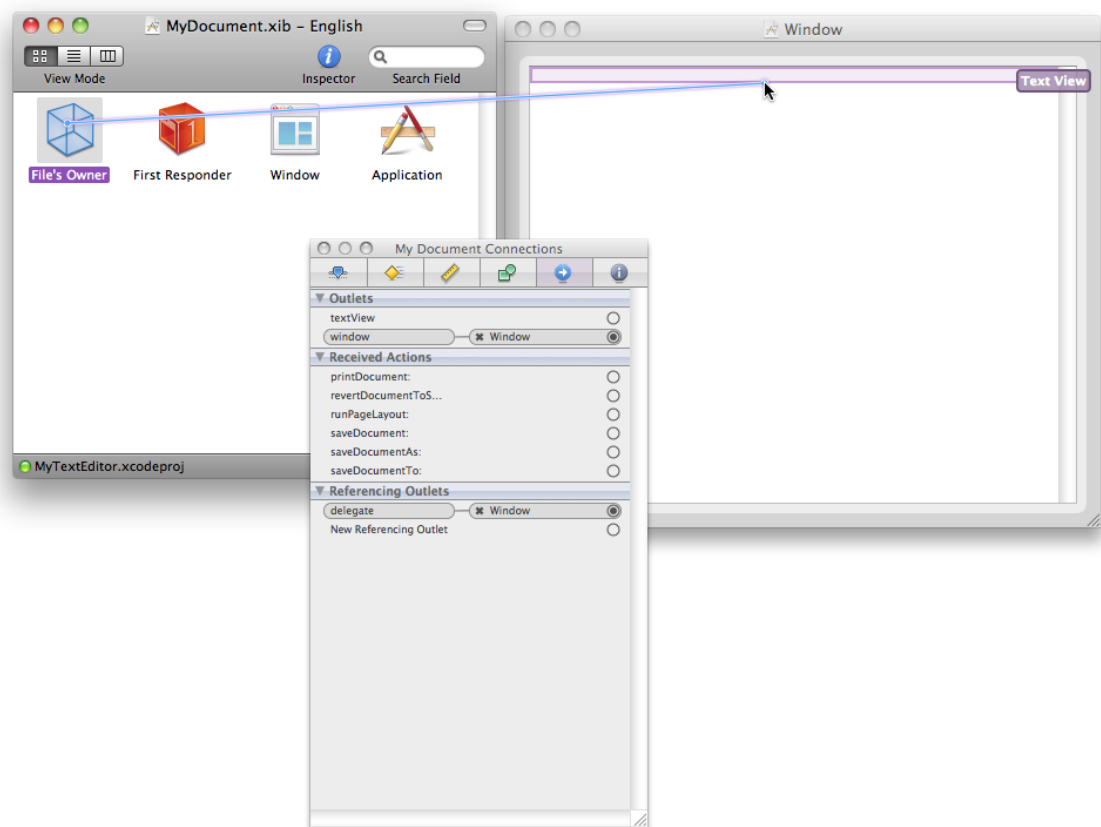 MyDocument.xib – English
View Mode
Inspector
Search Field
File's Owner
First Responder
1
Window
Application
MyTextEditor.xcodeproj
Window
Text View
My Document Connections
Outlets
textView
window
Window
Received Actions
printDocument:
revertDocumentToS...
runPageLayout:
saveDocument:
saveDocumentAs:
saveDocumentTo:
Referencing Outlets
delegate
Window
New Referencing Outlet